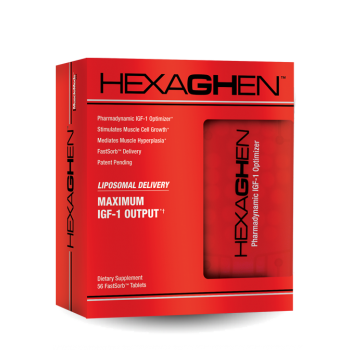 HEXAGHEN™
Pharmadynamic IGF-1 Optimizer*
Stimulates Muscle Cell Growth*
Mediates Muscle Hyperplasia*
FastSorb™ Delivery
Patent Pending
LIPOSOMAL DELIVERY
MAXIMUM
IGF-1 OUTPUT*†
Dietary Supplement
56 FastSorb™ Tablets
HEXAGHEN™
Pharmadynamic IGF-1 Optimizer
HEXAGHEN